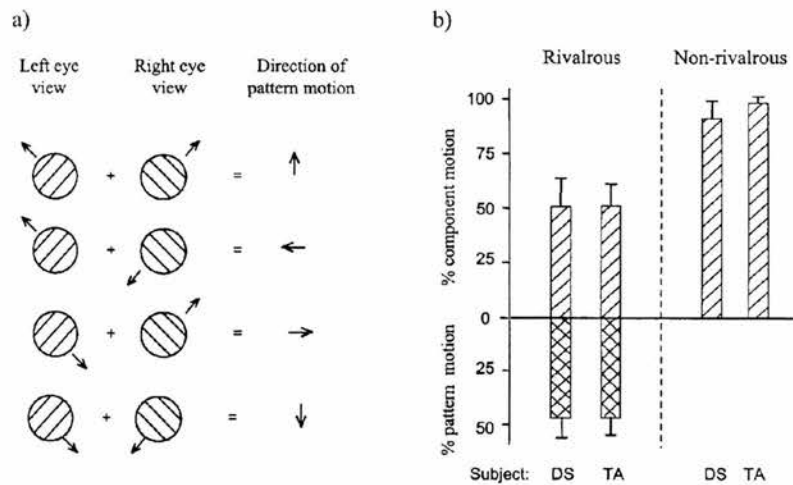 a)
Left eye view
Right eye view
Direction of pattern motion
+ =
+ =
+ =
+ =
b)
Rivalrous
Non-rivalrous
100
75
50
25
0
25
50
% component motion
% pattern motion
Subject: DS TA DS TA